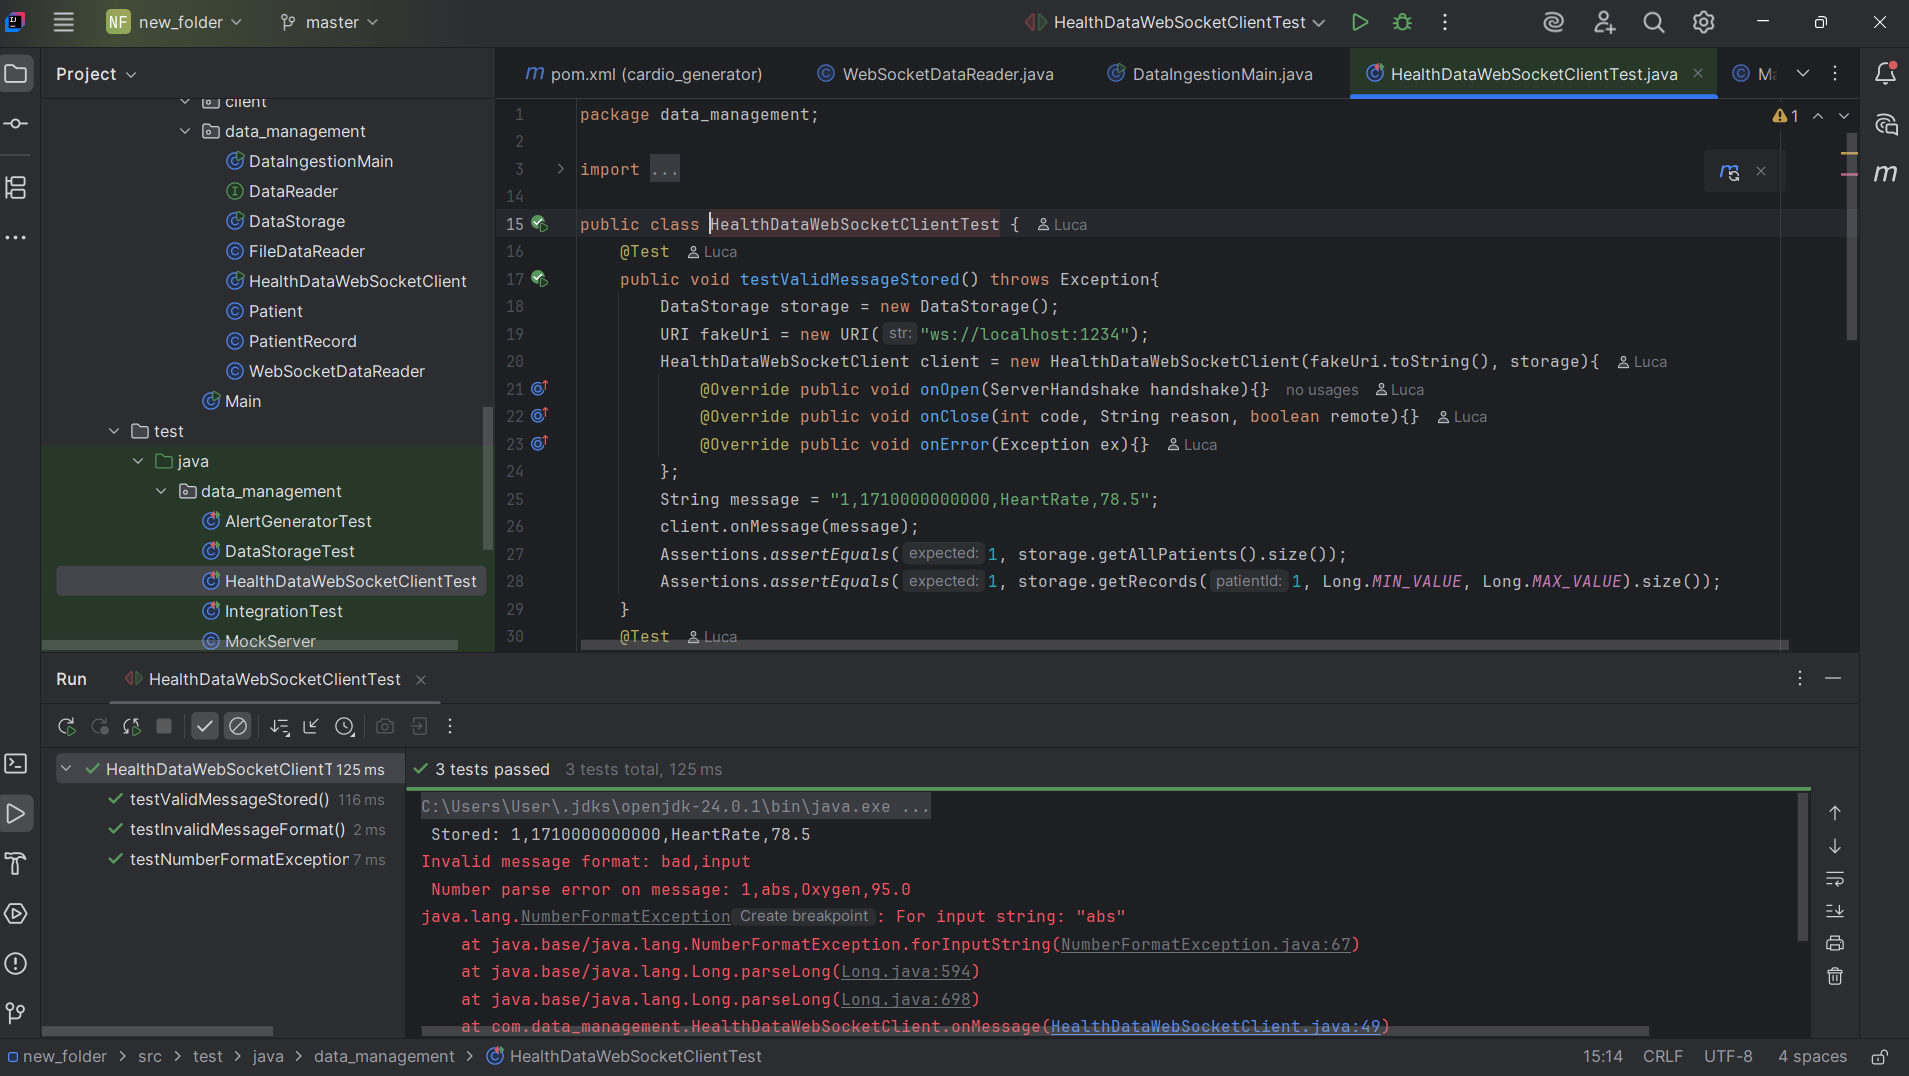 NF new_folder master HealthDataWebSocketClientTest
Project
client
data_management
DataIngestionMain
DataReader
DataStorage
FileDataReader
HealthDataWebSocketClient
Patient
PatientRecord
WebSocketDataReader
Main
test
java
data_management
AlertGeneratorTest
DataStorageTest
HealthDataWebSocketClientTest
IntegrationTest
MockServer
m pom.xml (cardio_generator) WebSocketDataReader.java DataIngestionMain.java HealthDataWebSocketClientTest.java
1 package data_management; 1
2
3 import ...
14
15 public class HealthDataWebSocketClientTest { Luca
16 @Test Luca
17 public void testValidMessageStored() throws Exception{
18 DataStorage storage = new DataStorage();
19 URI fakeUri = new URI( str: "ws://localhost:1234");
20 HealthDataWebSocketClient client = new HealthDataWebSocketClient(fakeUri.toString(), storage){ Luca
21 @Override public void onOpen(ServerHandshake handshake){} no usages Luca
22 @Override public void onClose(int code, String reason, boolean remote){} Luca
23 @Override public void onError(Exception ex){} Luca
24 };
25 String message = "1,1710000000000,HeartRate,78.5";
26 client.onMessage(message);
27 Assertions.assertEquals( expected: 1, storage.getAllPatients().size());
28 Assertions.assertEquals( expected: 1, storage.getRecords( patientId: 1, Long.MIN_VALUE, Long.MAX_VALUE).size());
29 }
30 @Test Luca
Run HealthDataWebSocketClientTest
HealthDataWebSocketClientT 125 ms
testValidMessageStored() 116 ms
testInvalidMessageFormat() 2 ms
testNumberFormatException 7 ms
3 tests passed 3 tests total, 125 ms
C:\Users\User\.jdks\openjdk-24.0.1\bin\java.exe ...
Stored: 1,1710000000000,HeartRate,78.5
Invalid message format: bad,input
Number parse error on message: 1,abs,Oxygen,95.0
java.lang.NumberFormatException Create breakpoint : For input string: "abs"
at java.base/java.lang.NumberFormatException.forInputString(NumberFormatException.java:67)
at java.base/java.lang.Long.parseLong(Long.java:594)
at java.base/java.lang.Long.parseLong(Long.java:698)
at com.data_management.HealthDataWebSocketClient.onMessage(HealthDataWebSocketClient.java:49)
new_folder > src > test > java > data_management > HealthDataWebSocketClientTest 15:14 CRLF UTF-8 4 spaces